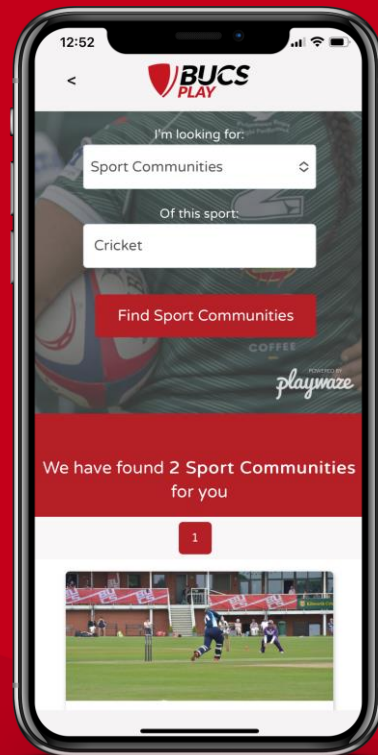 12:52
<
BUCS
PLAY
I'm looking for:
Sport Communities
Of this sport:
Cricket
Find Sport Communities
COFFEE
POWERED BY
playwaze
We have found 2 Sport Communities
for you
1